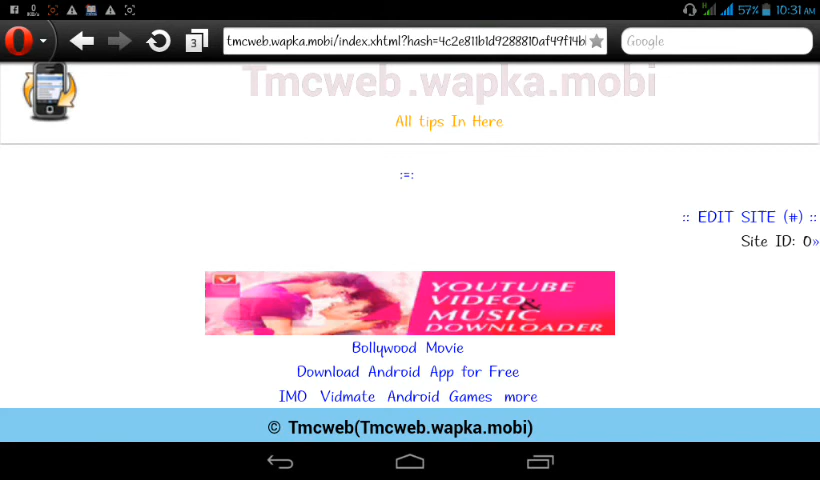 57% 10:31 AM
3 tmcweb.wapka.mobi/index.xhtml?hash=4c2e811b1d9288810af49f14b Google
Tmcweb.wapka.mobi
All tips In Here
:=:
:: EDIT SITE (#) ::
Site ID: 0»
YOUTUBE
VIDEO &
MUSIC
DOWNLOADER
Bollywood Movie
Download Android App for Free
IMO Vidmate Android Games more
© Tmcweb(Tmcweb.wapka.mobi)